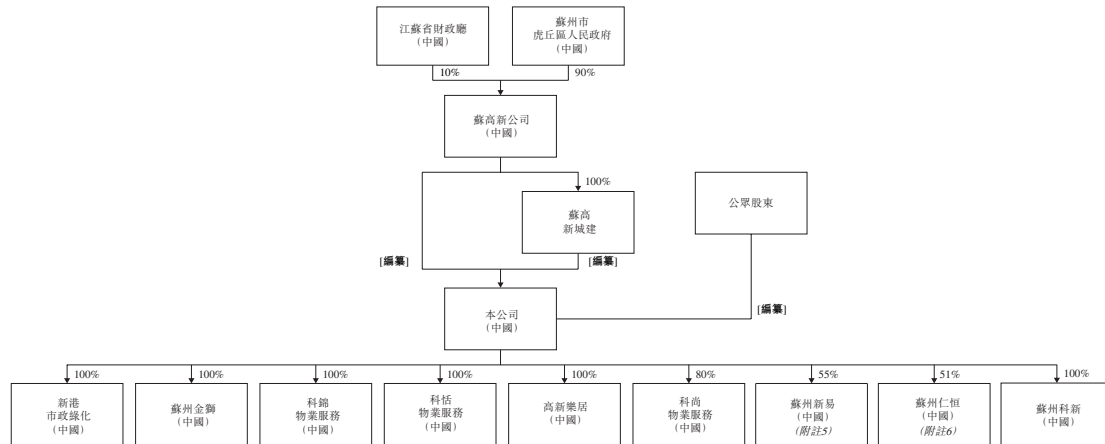 江蘇省財政廳
（中國）
蘇州市
虎丘區人民政府
（中國）
10%
90%
蘇高新公司
（中國）
100%
蘇高
新城建
公眾股東
[編纂]
[編纂]
本公司
（中國）
[編纂]
100%
100%
100%
100%
100%
80%
55%
51%
100%
新港
市政綠化
（中國）
蘇州金獅
（中國）
科錦
物業服務
（中國）
科恬
物業服務
（中國）
高新樂居
（中國）
科尚
物業服務
（中國）
蘇州新易
（中國）
（附註5）
蘇州仁恒
（中國）
（附註6）
蘇州科新
（中國）